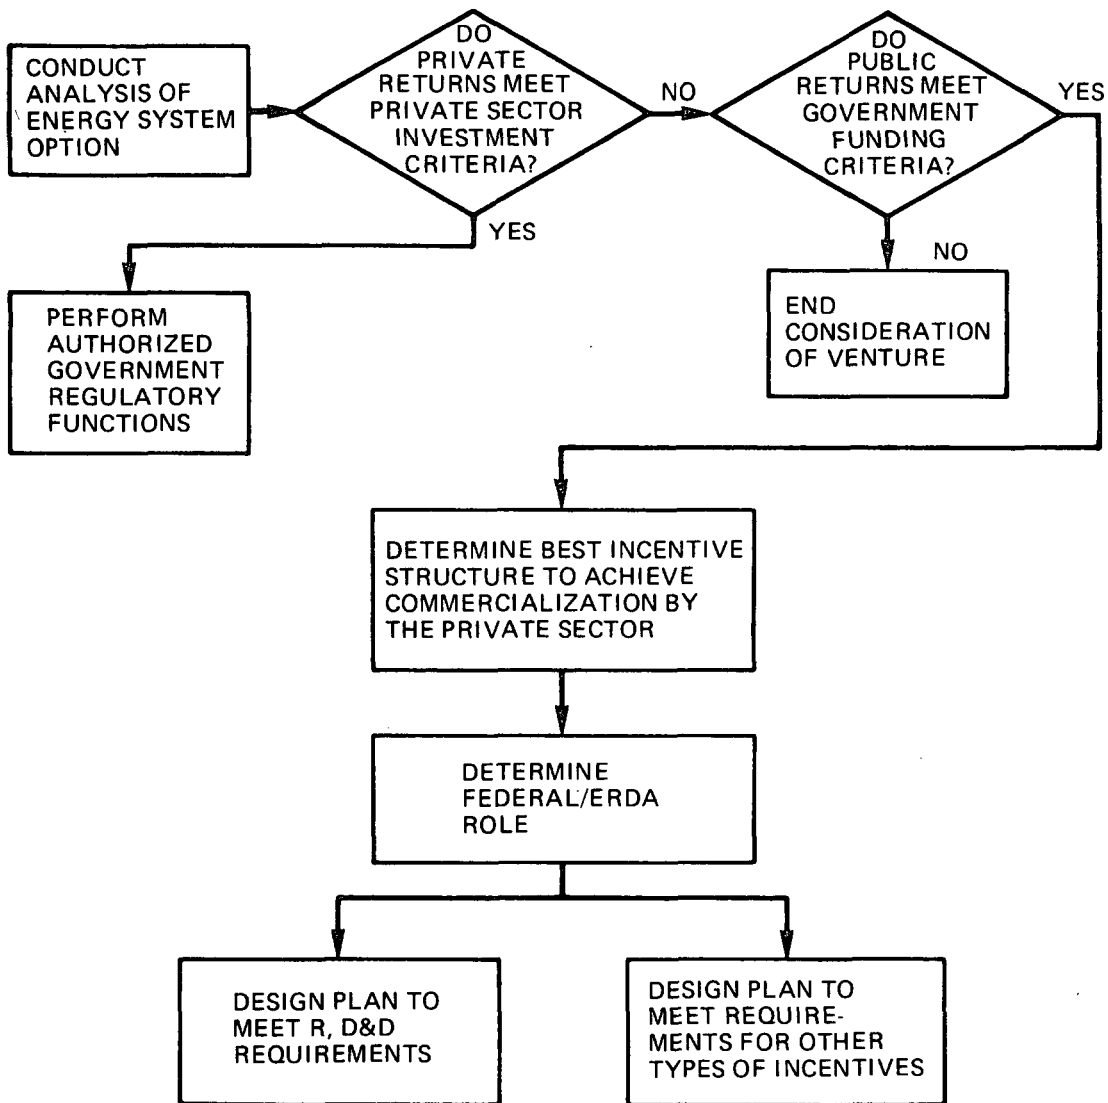 CONDUCT
ANALYSIS OF
ENERGY SYSTEM
OPTION
DO
PRIVATE
RETURNS MEET
PRIVATE SECTOR
INVESTMENT
CRITERIA?
NO
DO
PUBLIC
RETURNS MEET
GOVERNMENT
FUNDING
CRITERIA?
YES
YES
NO
PERFORM
AUTHORIZED
GOVERNMENT
REGULATORY
FUNCTIONS
END
CONSIDERATION
OF VENTURE
DETERMINE BEST INCENTIVE
STRUCTURE TO ACHIEVE
COMMERCIALIZATION BY
THE PRIVATE SECTOR
DETERMINE
FEDERAL/ERDA
ROLE
DESIGN PLAN TO
MEET R, D&D
REQUIREMENTS
DESIGN PLAN TO
MEET REQUIRE-
MENTS FOR OTHER
TYPES OF INCENTIVES